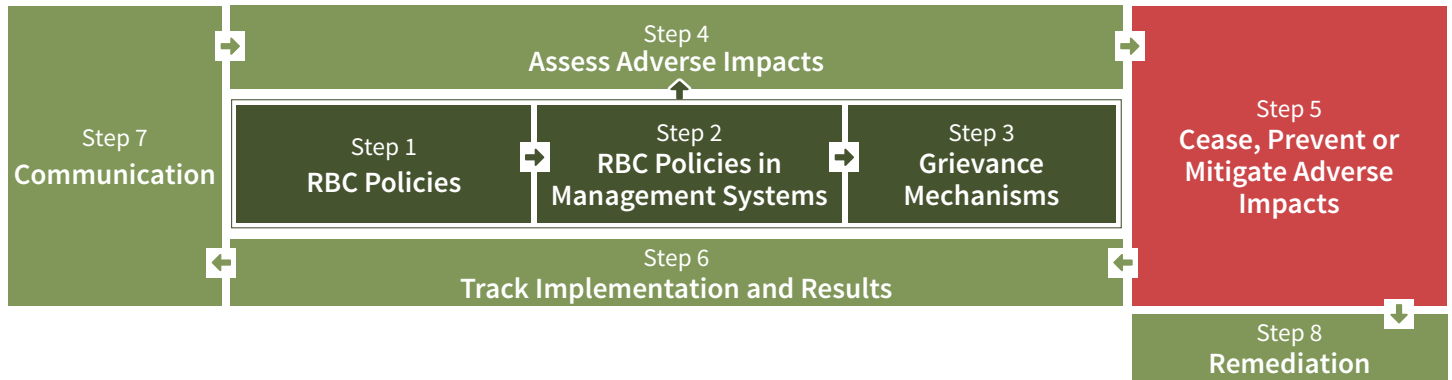 Step 4
Assess Adverse Impacts
Step 7
Communication
Step 1
RBC Policies
Step 2
RBC Policies in
Management Systems
Step 3
Grievance
Mechanisms
Step 5
Cease, Prevent or
Mitigate Adverse
Impacts
Step 6
Track Implementation and Results
Step 8
Remediation